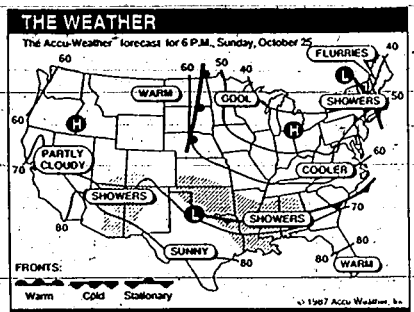 THE WEATHER
The Accu-Weather™ forecast for 6 P.M., Sunday, October 25
FLURRIES
60
60
50
40
40
L
WARM
COOL
SHOWERS
50
60
H
H
60
PARTLY
CLOUDY
COOLER
70
SHOWERS
L
SHOWERS
70
80
SUNNY
80
80
WARM
FRONTS:
Warm
Cold
Stationary
© 1987 Accu Weather, Inc